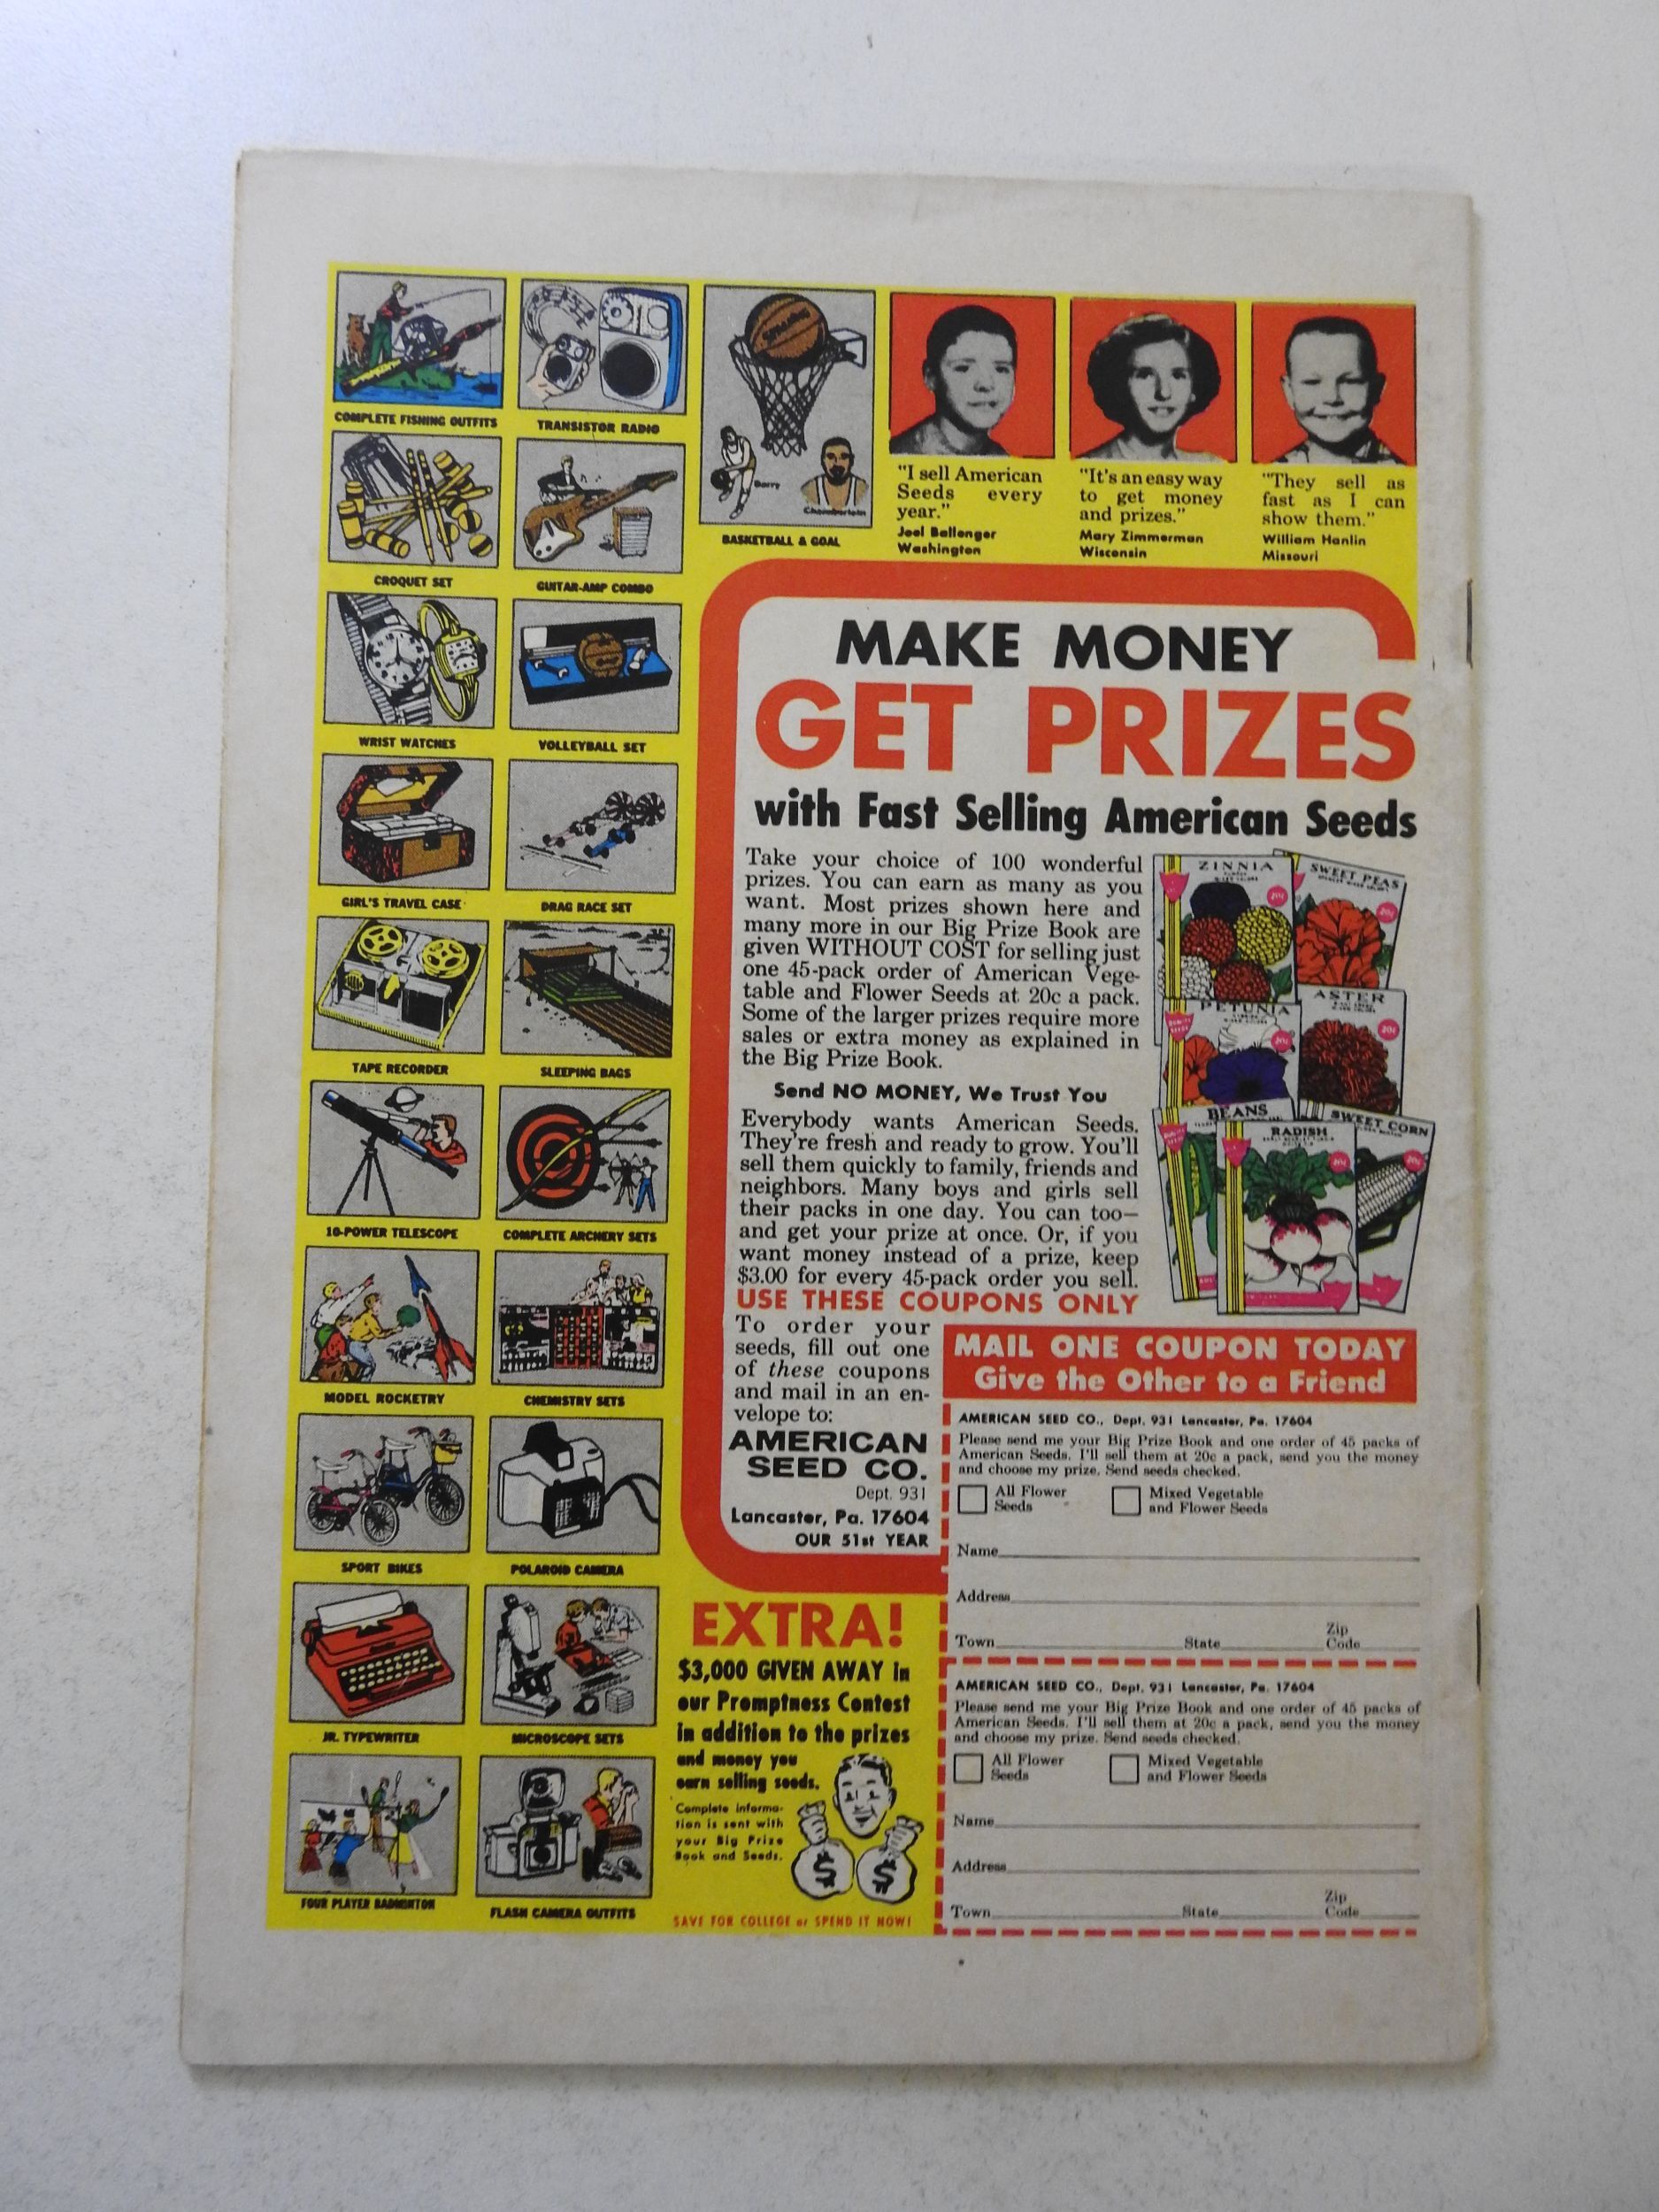 COMPLETE FISHING OUTFITS
TRANSISTOR RADIO
CROQUET SET
GUITAR-AMP COMBO
WRIST WATCHES
VOLLEYBALL SET
GIRL'S TRAVEL CASE
DRAG RACE SET
TAPE RECORDER
SLEEPING BAGS
10-POWER TELESCOPE
COMPLETE ARCHERY SETS
MODEL ROCKETRY
CHEMISTRY SETS
SPORT BIKES
POLAROID CAMERA
JR. TYPEWRITER
MICROSCOPE SETS
FOUR PLAYER BADMINTON
FLASH CAMERA OUTFITS
Barry
Chamberlain
BASKETBALL & GOAL
"I sell American
Seeds every
year."
Joel Ballenger
Washington
"It's an easy way
to get money
and prizes."
Mary Zimmerman
Wisconsin
"They sell as
fast as I can
show them."
William Hanlin
Missouri
MAKE MONEY
GET PRIZES
with Fast Selling American Seeds
Take your choice of 100 wonderful
prizes. You can earn as many as you
want. Most prizes shown here and
many more in our Big Prize Book are
given WITHOUT COST for selling just
one 45-pack order of American Vege-
table and Flower Seeds at 20c a pack.
Some of the larger prizes require more
sales or extra money as explained in
the Big Prize Book.
Send NO MONEY, We Trust You
Everybody wants American Seeds.
They're fresh and ready to grow. You'll
sell them quickly to family, friends and
neighbors. Many boys and girls sell
their packs in one day. You can too—
and get your prize at once. Or, if you
want money instead of a prize, keep
$3.00 for every 45-pack order you sell.
USE THESE COUPONS ONLY
ZINNIA
20¢
SWEET PEAS
20¢
PETUNIA
20¢
ASTER
20¢
BEANS
RADISH
20¢
SWEET CORN
20¢
To order your
seeds, fill out one
of these coupons
and mail in an en-
velope to:
AMERICAN
SEED CO.
Dept. 931
Lancaster, Pa. 17604
OUR 51st YEAR
EXTRA!
$3,000 GIVEN AWAY in
our Promptness Contest
in addition to the prizes
and money you
earn selling seeds.
Complete informa-
tion is sent with
your Big Prize
Book and Seeds.
$ $
SAVE FOR COLLEGE or SPEND IT NOW!
MAIL ONE COUPON TODAY
Give the Other to a Friend
AMERICAN SEED CO., Dept. 931 Lancaster, Pa. 17604
Please send me your Big Prize Book and one order of 45 packs of
American Seeds. I'll sell them at 20c a pack, send you the money
and choose my prize. Send seeds checked.
All Flower
Seeds
Mixed Vegetable
and Flower Seeds
Name
Address
Town State Zip Code
AMERICAN SEED CO., Dept. 931 Lancaster, Pa. 17604
Please send me your Big Prize Book and one order of 45 packs of
American Seeds. I'll sell them at 20c a pack, send you the money
and choose my prize. Send seeds checked.
All Flower
Seeds
Mixed Vegetable
and Flower Seeds
Name
Address
Town State Zip Code